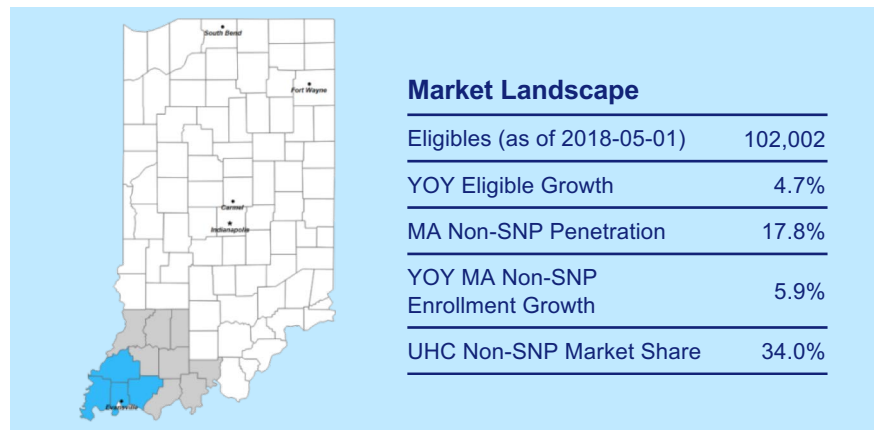 South Bend
Fort Wayne
Carmel
Indianapolis
Evansville
Market Landscape
Eligibles (as of 2018-05-01) 102,002
YOY Eligible Growth 4.7%
MA Non-SNP Penetration 17.8%
YOY MA Non-SNP
Enrollment Growth 5.9%
UHC Non-SNP Market Share 34.0%